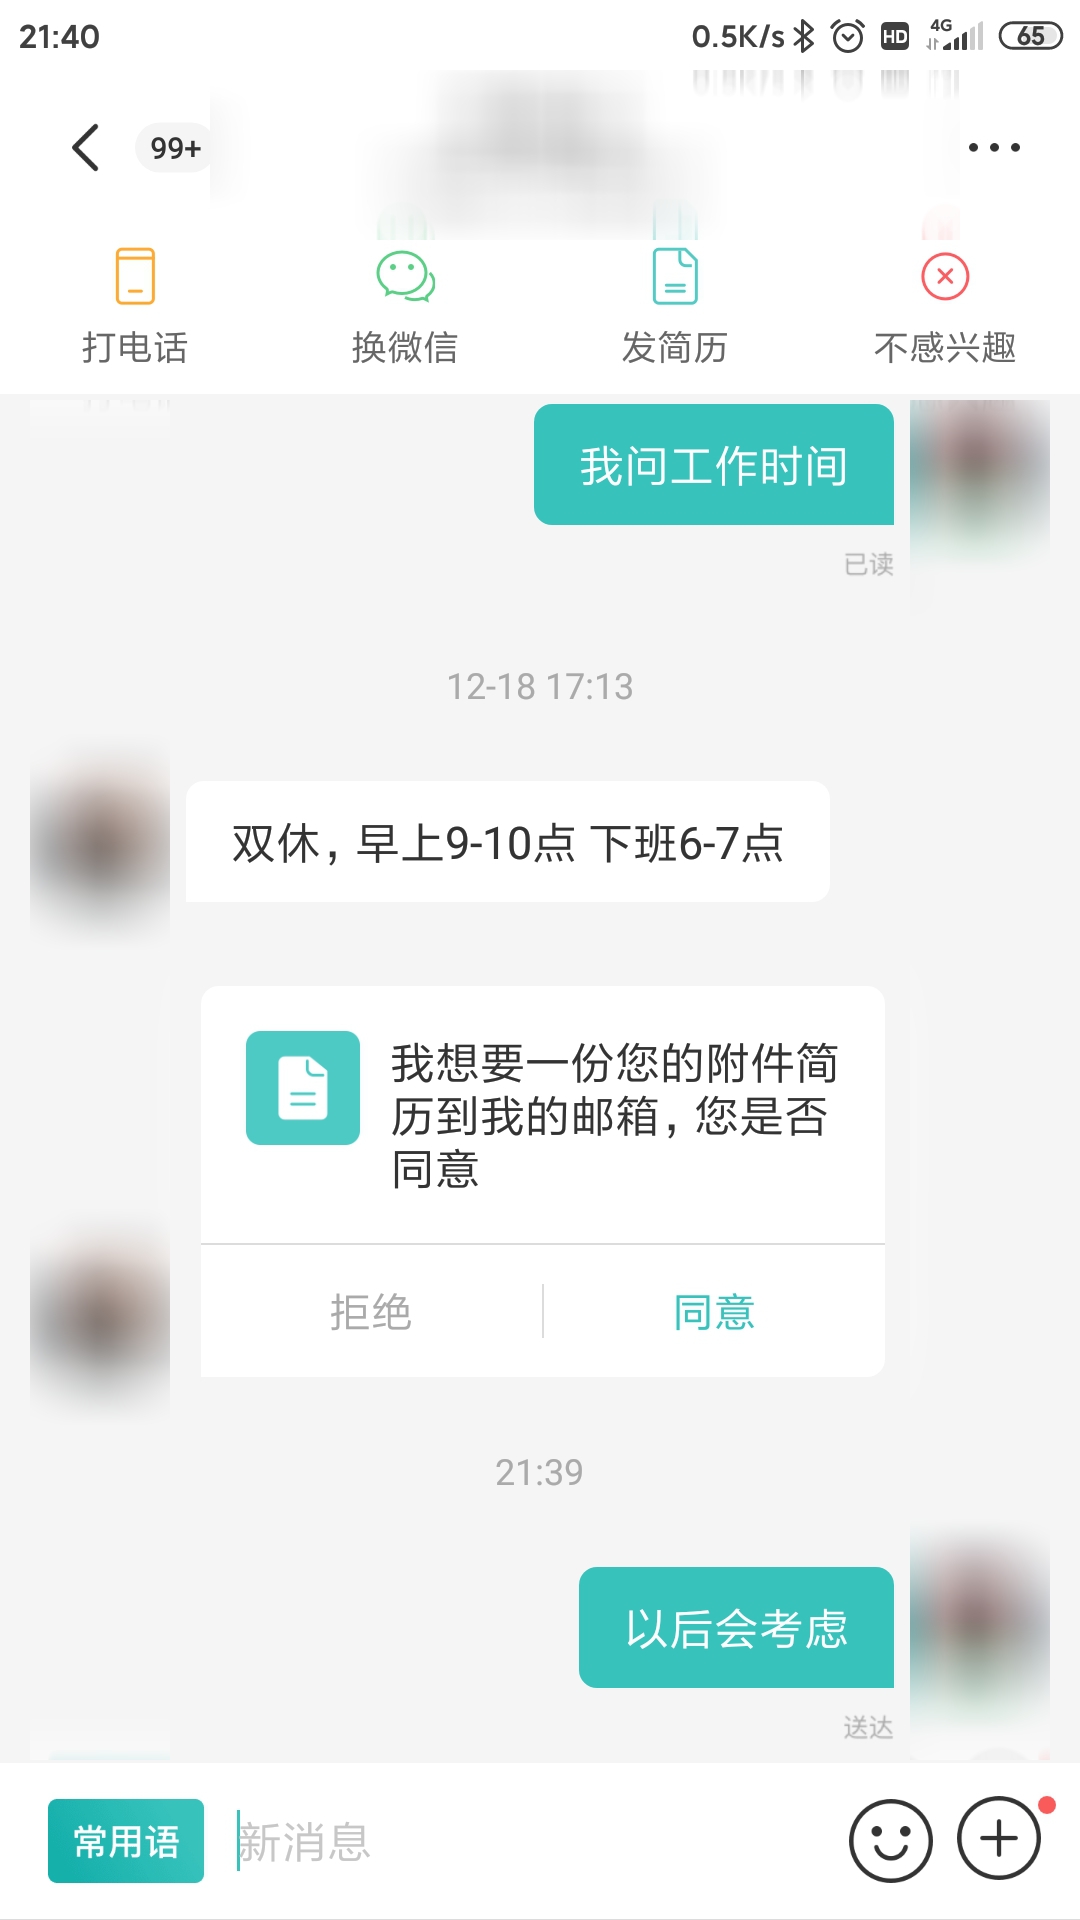 21:40
0.5K/s HD 4G 65
99+
打电话 换微信 发简历 不感兴趣
我问工作时间
已读
12-18 17:13
双休，早上9-10点 下班6-7点
我想要一份您的附件简
历到我的邮箱，您是否
同意
拒绝 同意
21:39
以后会考虑
送达
常用语 新消息